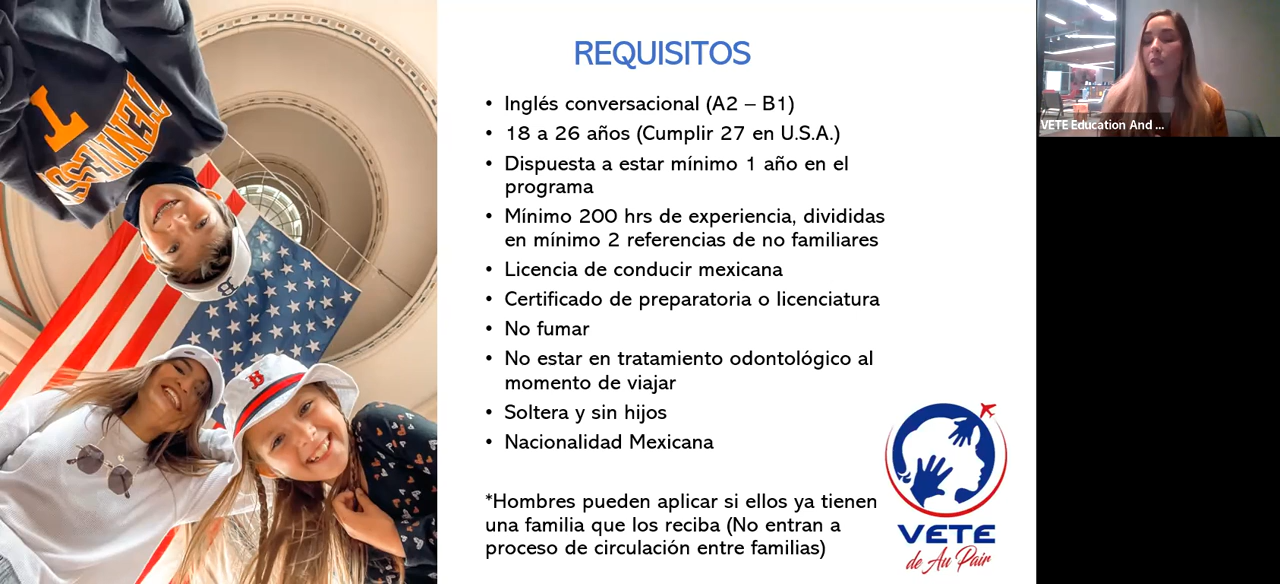 REQUISITOS
• Inglés conversacional (A2 – B1)
• 18 a 26 años (Cumplir 27 en U.S.A.)
• Dispuesta a estar mínimo 1 año en el
programa
• Mínimo 200 hrs de experiencia, divididas
en mínimo 2 referencias de no familiares
• Licencia de conducir mexicana
• Certificado de preparatoria o licenciatura
• No fumar
• No estar en tratamiento odontológico al
momento de viajar
• Soltera y sin hijos
• Nacionalidad Mexicana
*Hombres pueden aplicar si ellos ya tienen
una familia que los reciba (No entran a
proceso de circulación entre familias)
VETE
de Au Pair
VETE Education And ...
I
TENNESS
B
B